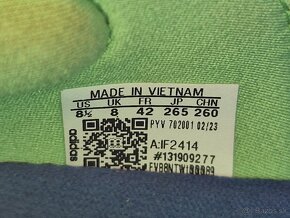 MADE IN VIETNAM
US UK FR JP CHN
8½ 8 42 265 260
adidas
PYV 702001 02/23
A:IF2414
#131909277